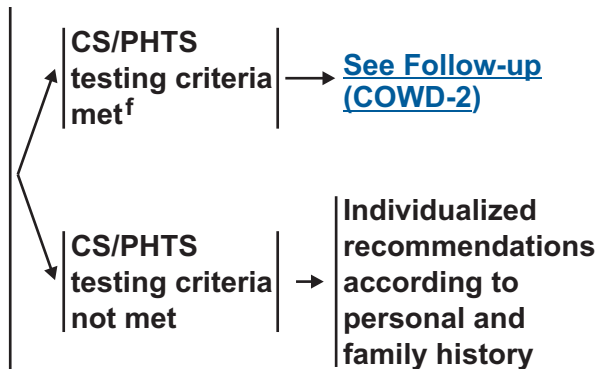 CS/PHTS
testing criteria
met^f
See Follow-up
(COWD-2)
CS/PHTS
testing criteria
not met
Individualized
recommendations
according to
personal and
family history